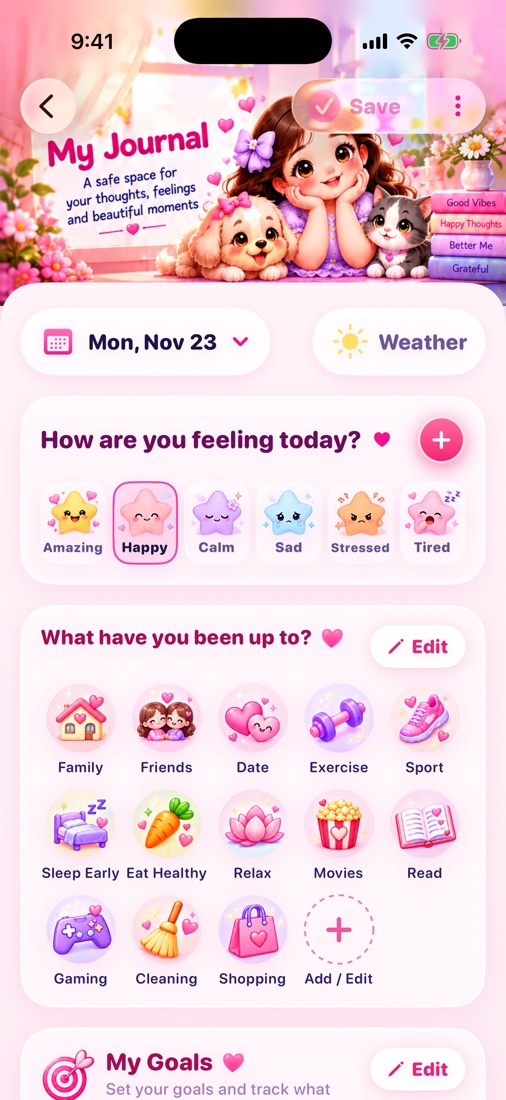 9:41
Save
My Journal
A safe space for
your thoughts, feelings
and beautiful moments
Good Vibes
Happy Thoughts
Better Me
Grateful
Mon, Nov 23
Weather
How are you feeling today?
Amazing
Happy
Calm
Sad
Stressed
Tired
What have you been up to?
Edit
Family
Friends
Date
Exercise
Sport
Sleep Early
Eat Healthy
Relax
Movies
Read
Gaming
Cleaning
Shopping
Add / Edit
My Goals
Edit
Set your goals and track what